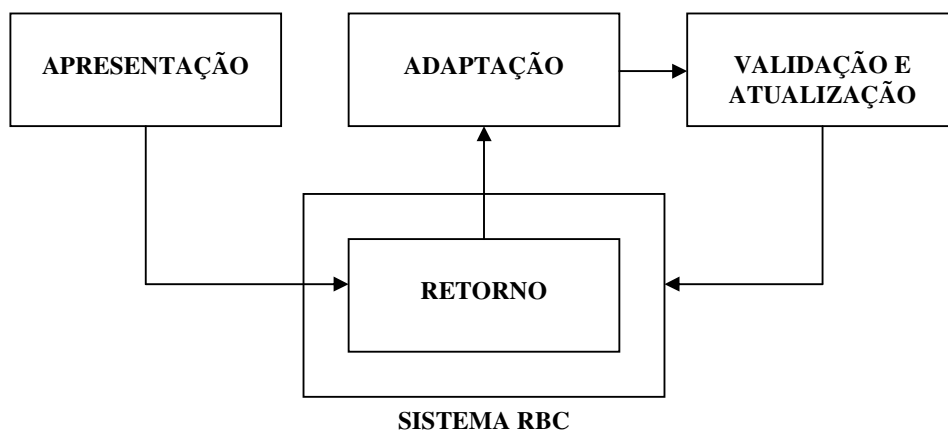 APRESENTAÇÃO
ADAPTAÇÃO
VALIDAÇÃO E
ATUALIZAÇÃO
RETORNO
SISTEMA RBC